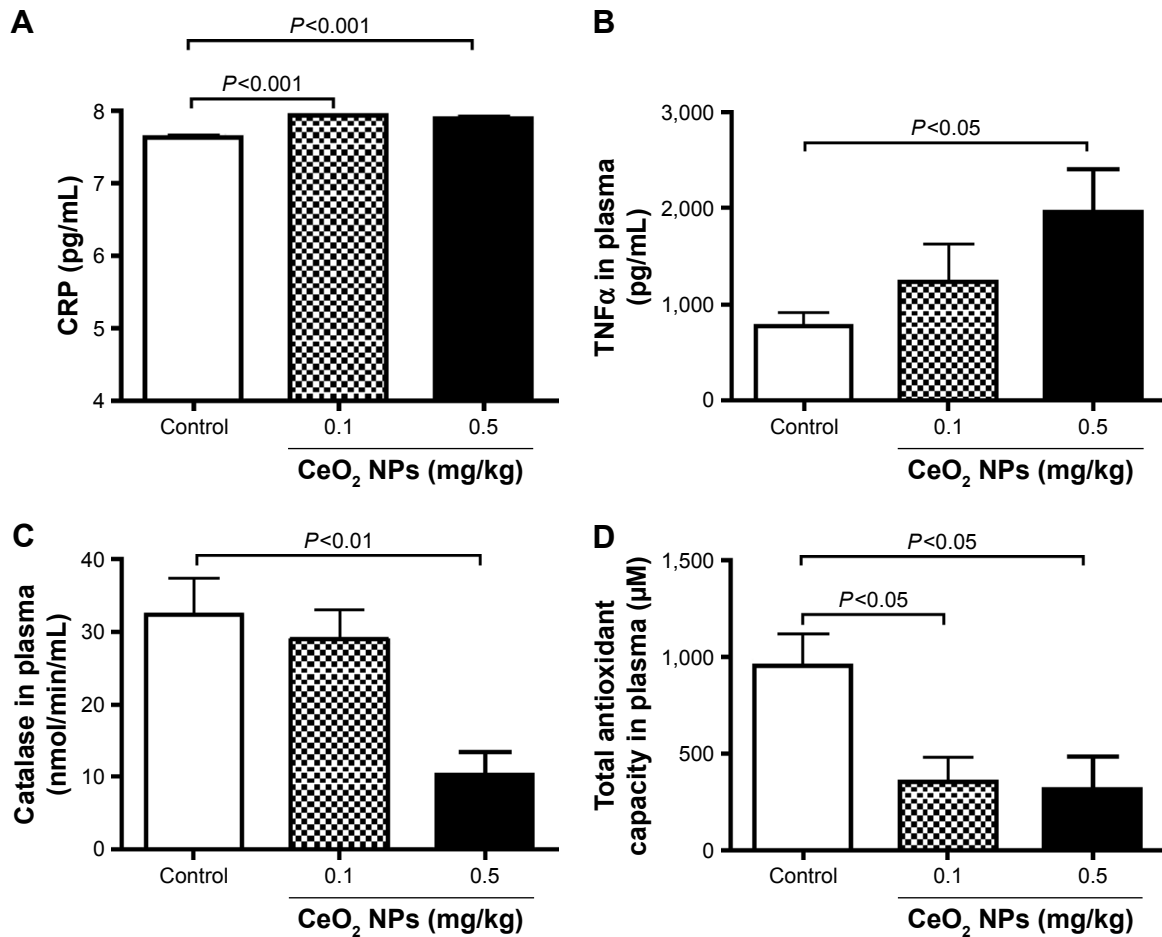 A
P<0.001
P<0.001
CRP (pg/mL)
8
7
6
5
4
Control
0.1
0.5
CeO₂ NPs (mg/kg)
B
P<0.05
TNFα in plasma
(pg/mL)
3,000
2,000
1,000
0
Control
0.1
0.5
CeO₂ NPs (mg/kg)
C
P<0.01
Catalase in plasma
(nmol/min/mL)
40
30
20
10
0
Control
0.1
0.5
CeO₂ NPs (mg/kg)
D
P<0.05
P<0.05
Total antioxidant
capacity in plasma (µM)
1,500
1,000
500
0
Control
0.1
0.5
CeO₂ NPs (mg/kg)